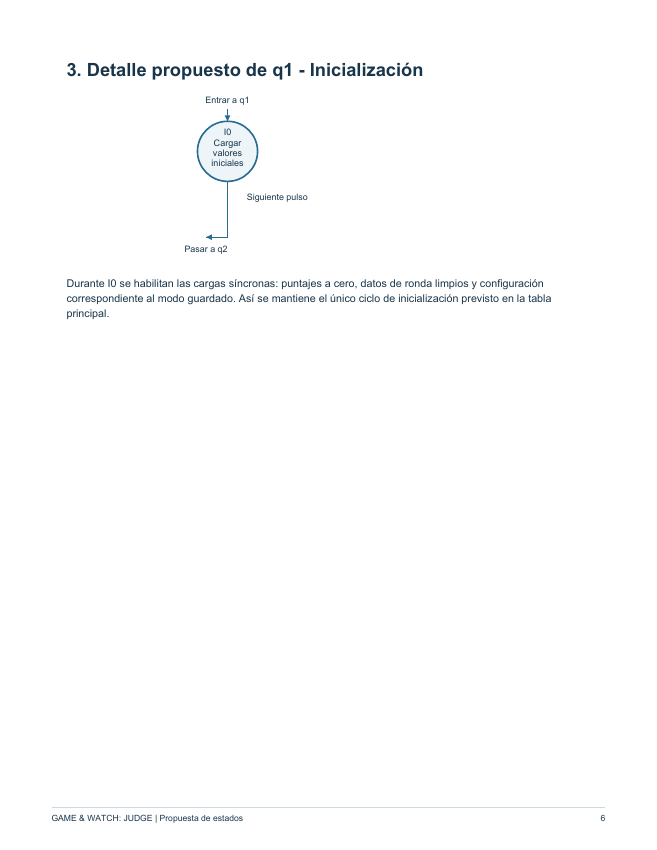 3. Detalle propuesto de q1 - Inicialización
Entrar a q1
I0
Cargar
valores
iniciales
Siguiente pulso
Pasar a q2
Durante I0 se habilitan las cargas síncronas: puntajes a cero, datos de ronda limpios y configuración
correspondiente al modo guardado. Así se mantiene el único ciclo de inicialización previsto en la tabla
principal.
GAME & WATCH: JUDGE | Propuesta de estados
6